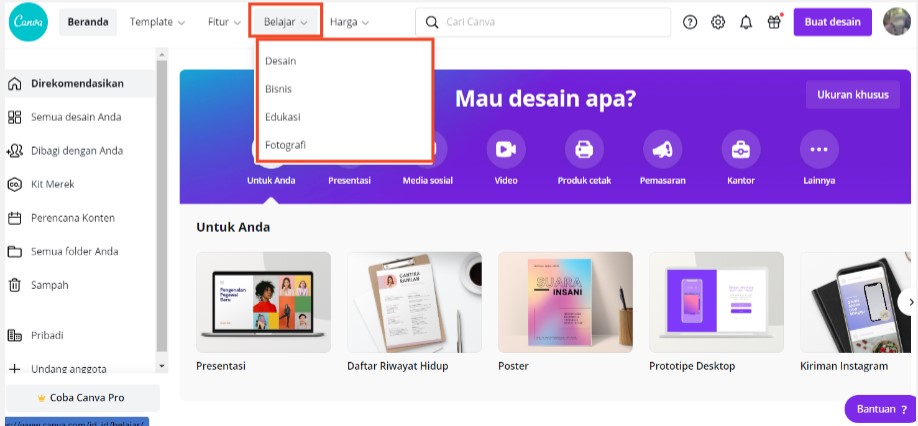 Canva
Beranda
Template
Fitur
Belajar
Harga
Cari Canva
Buat desain
Desain
Bisnis
Edukasi
Fotografi
Direkomendasikan
Semua desain Anda
Dibagi dengan Anda
Kit Merek
Perencana Konten
Semua folder Anda
Sampah
Pribadi
Undang anggota
Coba Canva Pro
Mau desain apa?
Ukuran khusus
Untuk Anda
Presentasi
Media sosial
Video
Produk cetak
Pemasaran
Kantor
Lainnya
Untuk Anda
Pengenalan
Pegawai
Baru
SUARA
INSANI
Presentasi
Daftar Riwayat Hidup
Poster
Prototipe Desktop
Kiriman Instagram
Bantuan ?